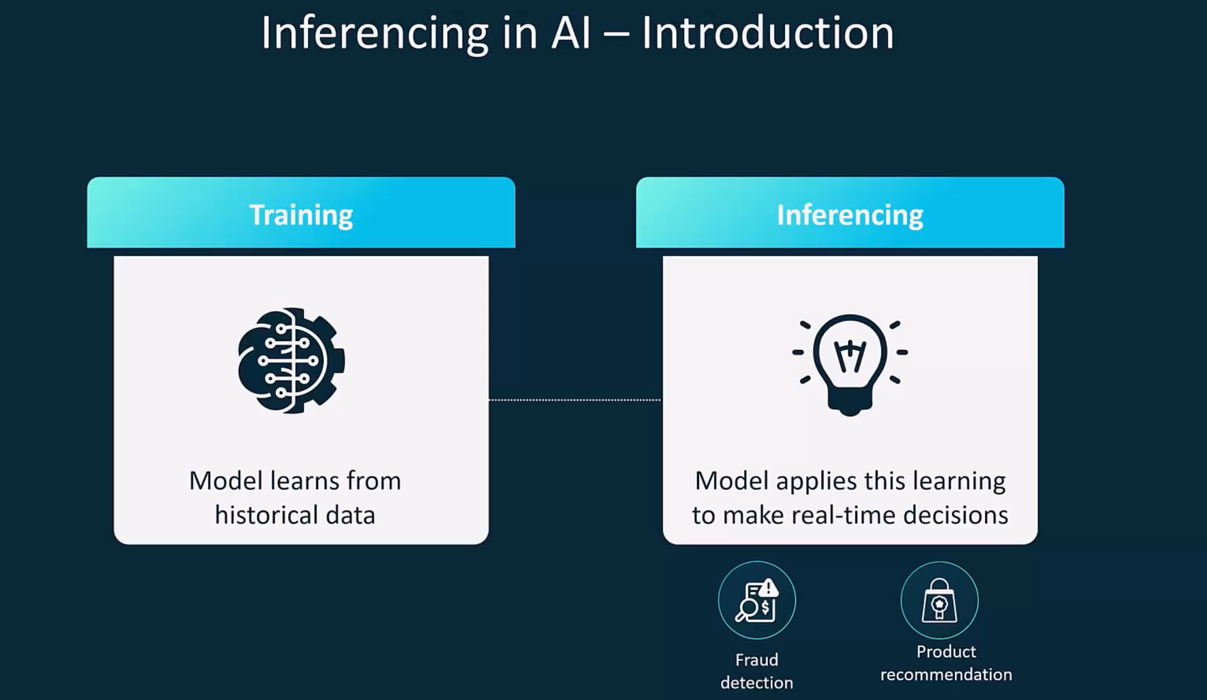 Inferencing in AI – Introduction
Training
Inferencing
Model learns from
historical data
Model applies this learning
to make real-time decisions
Fraud
detection
Product
recommendation